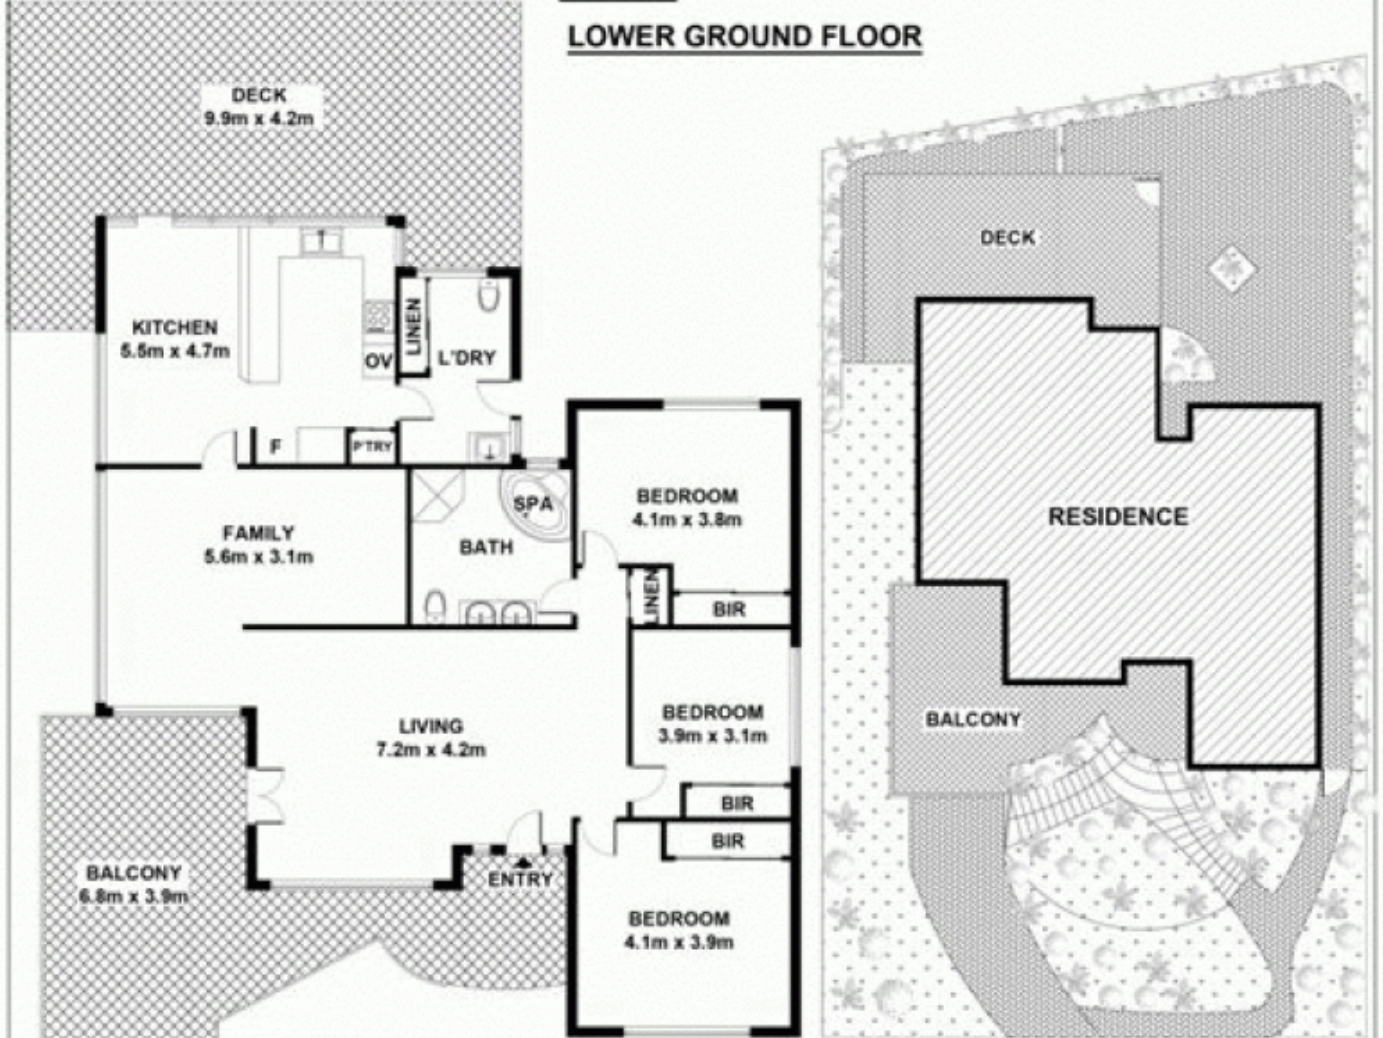 LOWER GROUND FLOOR
DECK
9.9m x 4.2m
KITCHEN
5.5m x 4.7m
OV
LINEN
L'DRY
F
P'TRY
FAMILY
5.6m x 3.1m
SPA
BATH
BEDROOM
4.1m x 3.8m
LINEN
BIR
LIVING
7.2m x 4.2m
BEDROOM
3.9m x 3.1m
BIR
BIR
ENTRY
BALCONY
6.8m x 3.9m
BEDROOM
4.1m x 3.9m
DECK
RESIDENCE
BALCONY